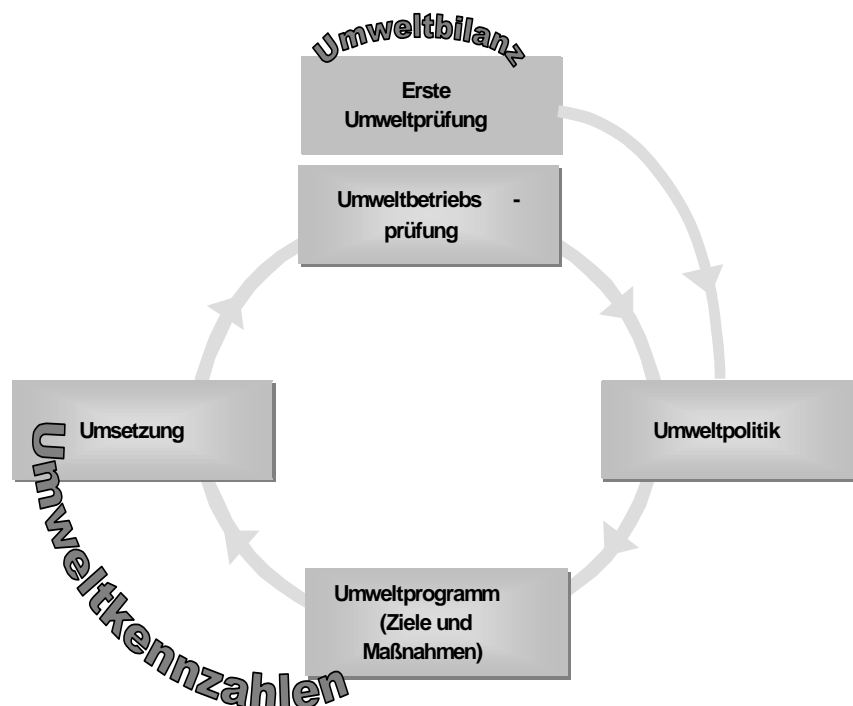 Umweltbilanz
Erste
Umweltprüfung
Umweltbetriebs -
prüfung
Umsetzung
Umweltpolitik
Umweltkennzahlen
Umweltprogramm
(Ziele und
Maßnahmen)